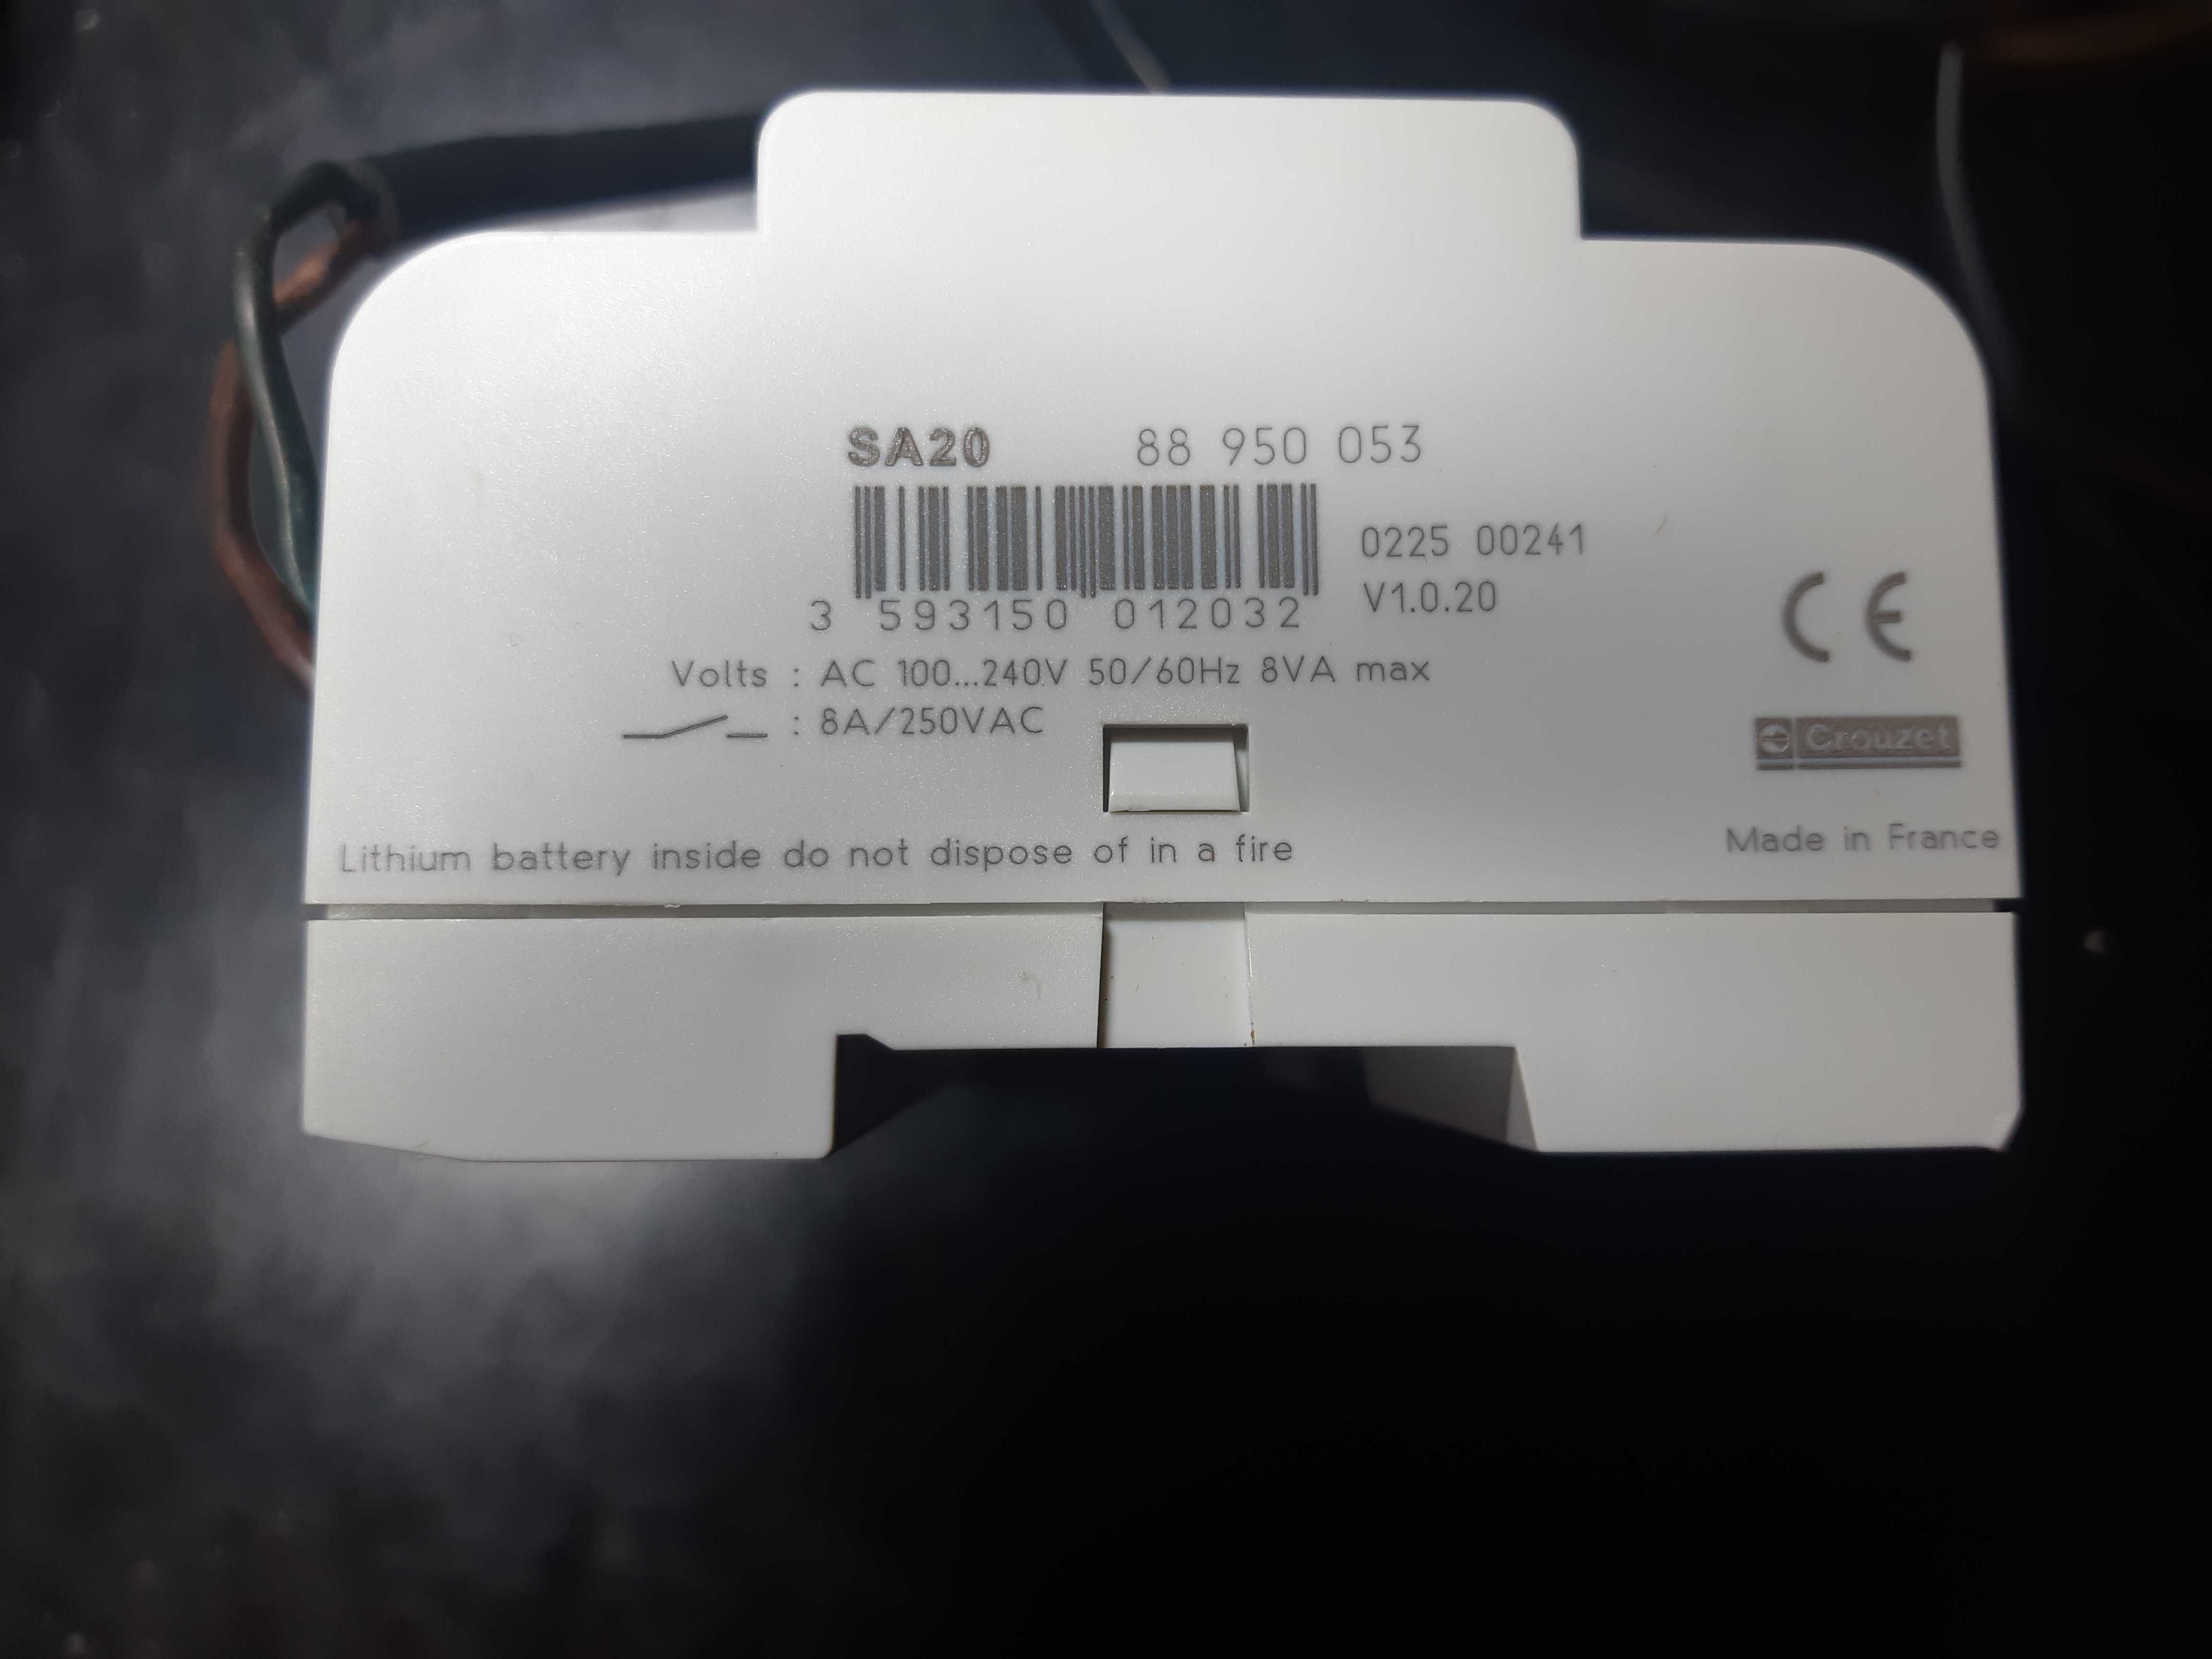 SA20 88 950 053
0225 00241
V1.0.20
3 593150 012032
Volts : AC 100...240V 50/60Hz 8VA max
: 8A/250VAC
CE
Crouzet
Lithium battery inside do not dispose of in a fire
Made in France